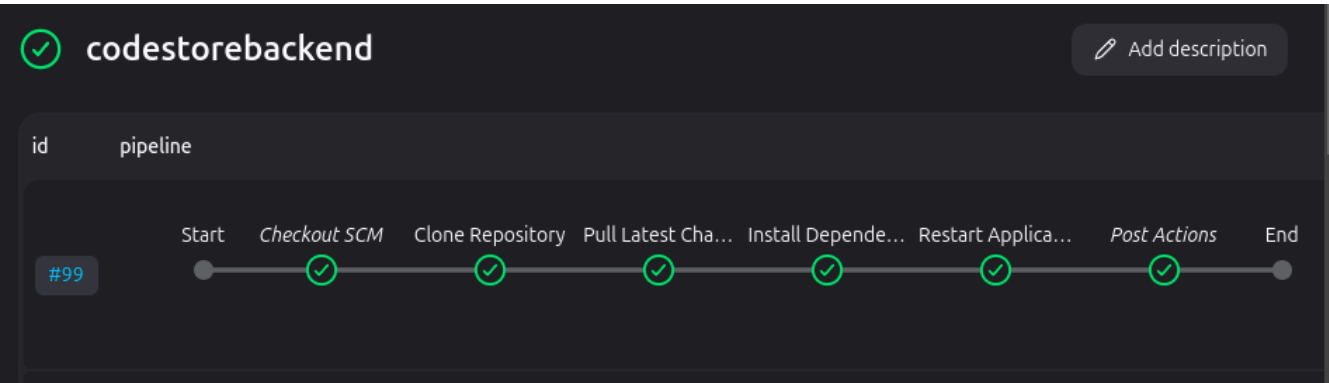 codestorebackend
Add description
id pipeline
Start Checkout SCM Clone Repository Pull Latest Cha... Install Depende... Restart Applica... Post Actions End
#99